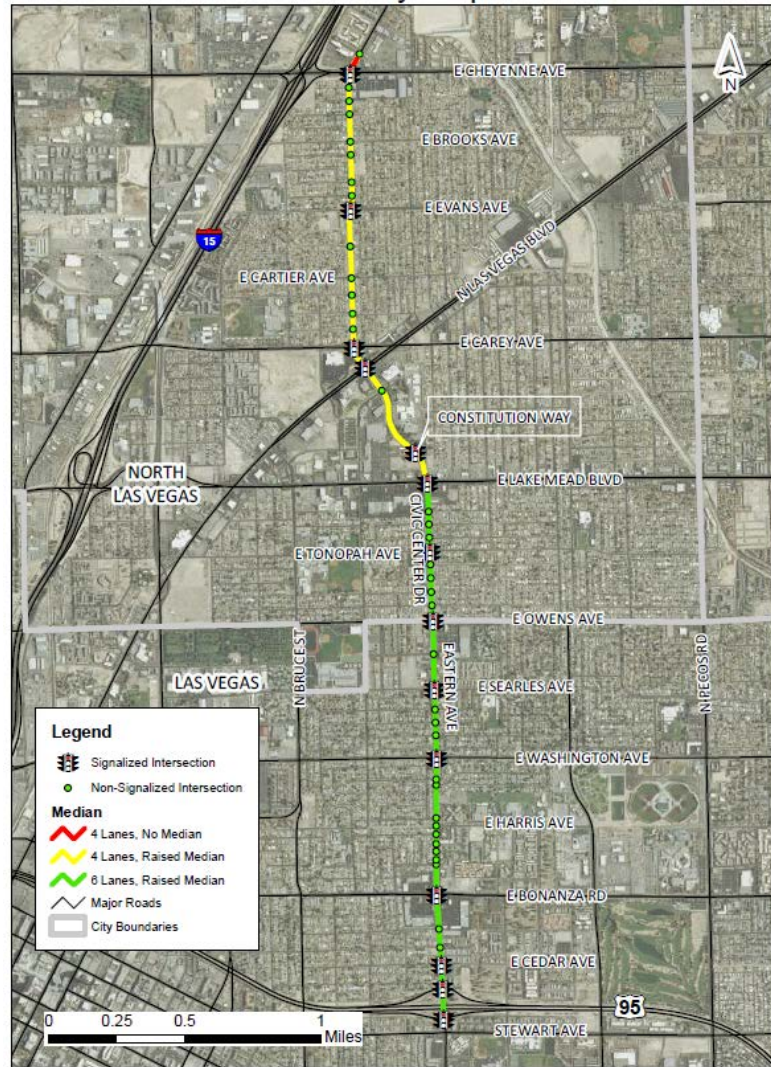 E CHEYENNE AVE
N
E BROOKS AVE
E EVANS AVE
15
N LAS VEGAS BLVD
E CARTIER AVE
E CAREY AVE
CONSTITUTION WAY
NORTH
LAS VEGAS
E LAKE MEAD BLVD
CIVIC CENTER DR
E TONOPAH AVE
E OWENS AVE
N BRUCE ST
EASTERN AVE
N PECOS RD
LAS VEGAS
E SEARLES AVE
Legend
Signalized Intersection
Non-Signalized Intersection
Median
4 Lanes, No Median
4 Lanes, Raised Median
6 Lanes, Raised Median
Major Roads
City Boundaries
E WASHINGTON AVE
E HARRIS AVE
E BONANZA RD
E CEDAR AVE
95
STEWART AVE
0 0.25 0.5 1
Miles